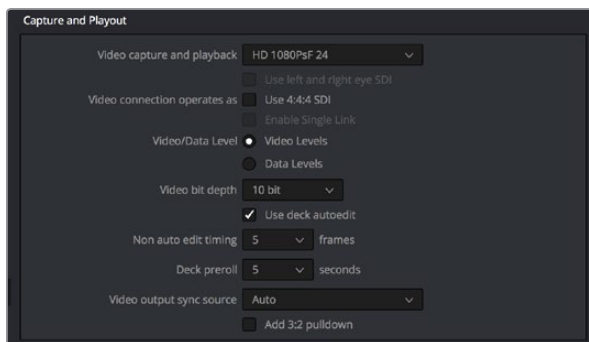 Capture and Playout
Video capture and playback HD 1080PsF 24
Use left and right eye SDI
Video connection operates as Use 4:4:4 SDI
Enable Single Link
Video/Data Level Video Levels
Data Levels
Video bit depth 10 bit
Use deck autoedit
Non auto edit timing 5 frames
Deck preroll 5 seconds
Video output sync source Auto
Add 3:2 pulldown